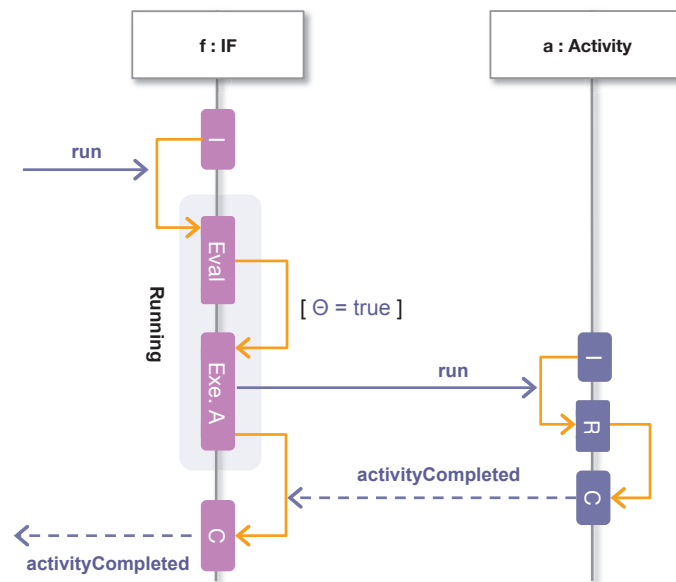 f : IF
a : Activity
I
run
Eval
[ Θ = true ]
Running
I
run
Exe. A
R
activityCompleted
C
C
activityCompleted